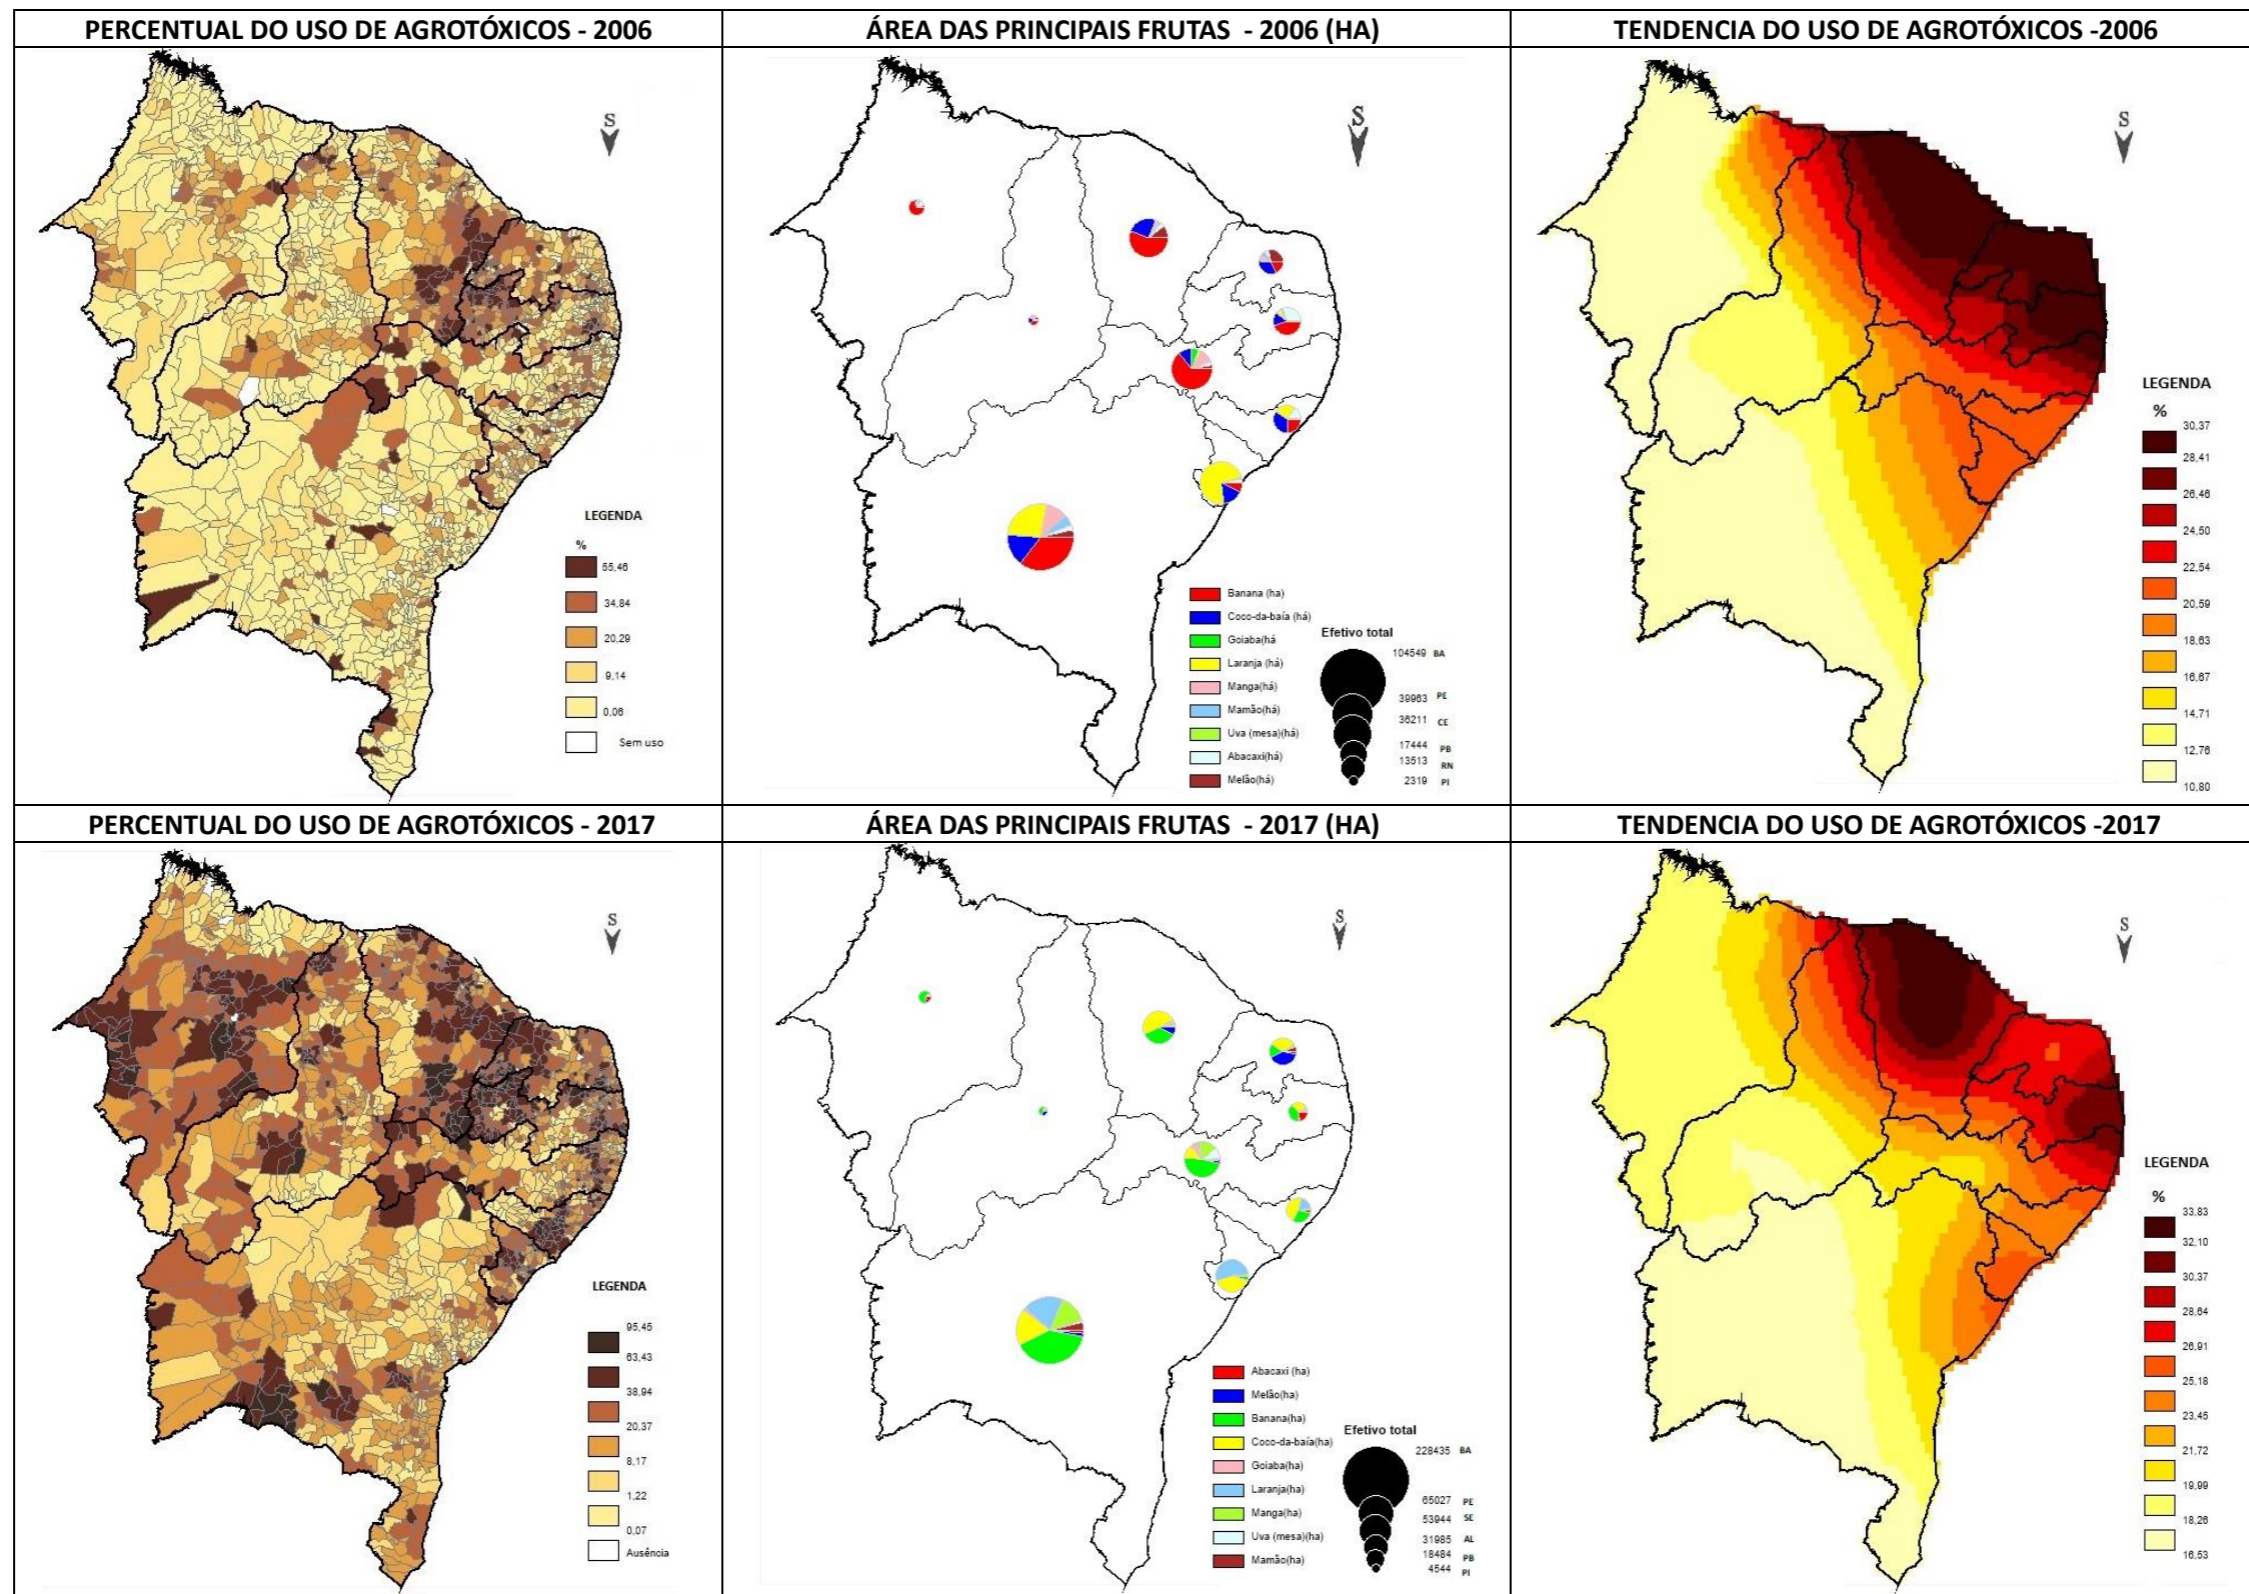 PERCENTUAL DO USO DE AGROTÓXICOS - 2006
ÁREA DAS PRINCIPAIS FRUTAS - 2006 (HA)
TENDENCIA DO USO DE AGROTÓXICOS -2006
S
LEGENDA
%
55,46
34,84
20,29
9,14
0,06
Sem uso
S
Banana (ha)
Coco-da-baía (há)
Goiaba(há
Laranja (há)
Manga(há)
Mamão(há)
Uva (mesa)(há)
Abacaxi(há)
Melão(há)
Efetivo total
104549 BA
39963 PE
36211 CE
17444 PB
13513 RN
2319 PI
S
LEGENDA
%
30,37
28,41
26,46
24,50
22,54
20,59
18,63
16,67
14,71
12,76
10,80
PERCENTUAL DO USO DE AGROTÓXICOS - 2017
ÁREA DAS PRINCIPAIS FRUTAS - 2017 (HA)
TENDENCIA DO USO DE AGROTÓXICOS -2017
S
LEGENDA
%
95,45
63,43
38,94
20,37
8,17
1,22
0,07
Ausência
S
Abacaxi (ha)
Melão(ha)
Banana(ha)
Coco-da-baía(ha)
Goiaba(ha)
Laranja(ha)
Manga(ha)
Uva (mesa)(ha)
Mamão(ha)
Efetivo total
228435 BA
65027 PE
53944 SE
31985 AL
18484 PB
4544 PI
S
LEGENDA
%
33,83
32,10
30,37
28,64
26,91
25,18
23,45
21,72
19,99
18,26
16,53